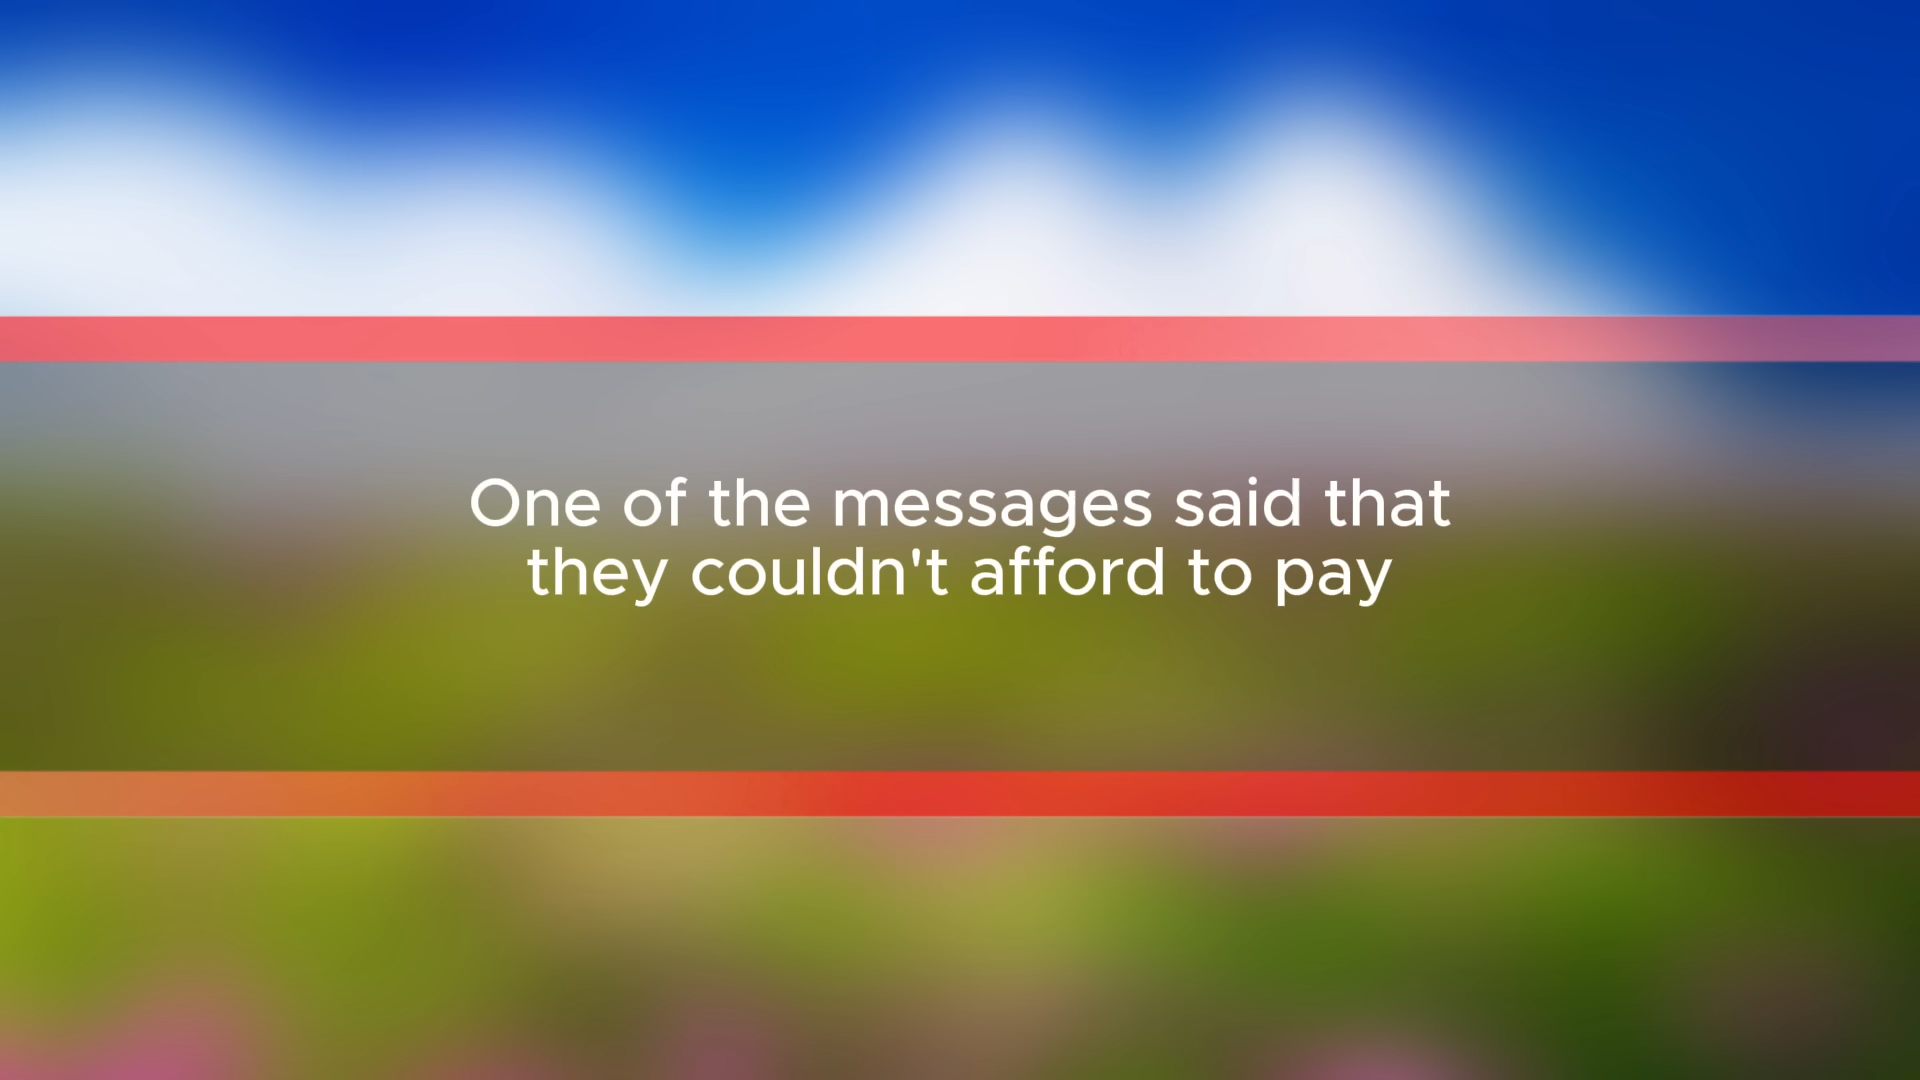 One of the messages said that
they couldn't afford to pay